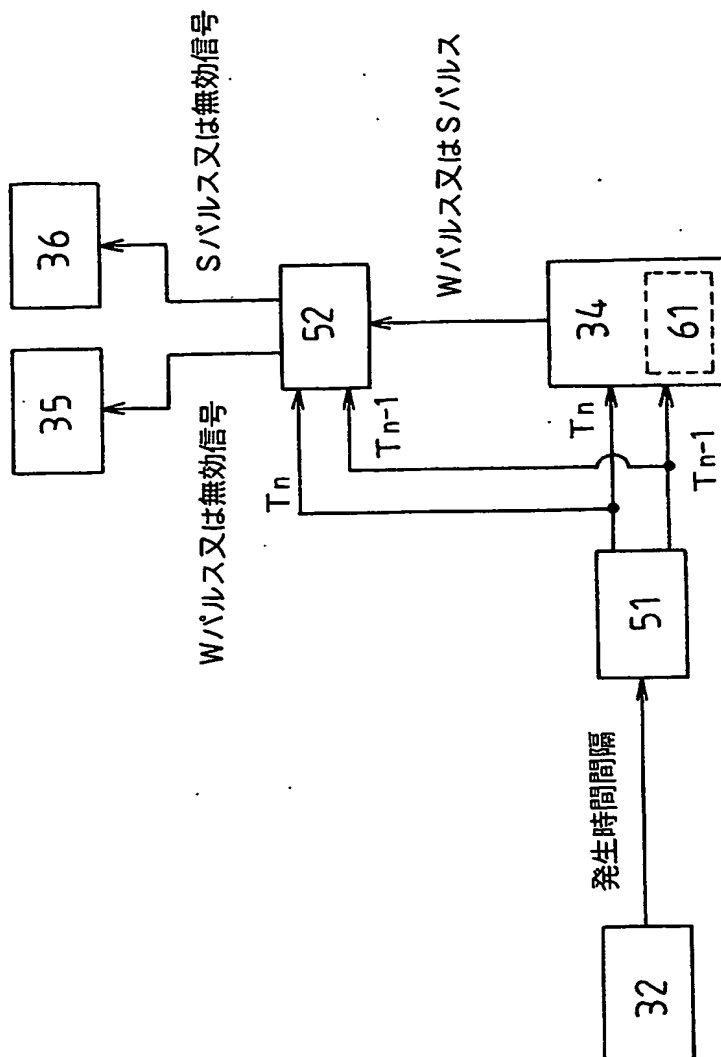 32
発生時間間隔
51
Tn
Tn-1
Tn
Tn-1
34
61
Wパルス又はSパルス
52
Wパルス又は無効信号
Sパルス又は無効信号
35
36